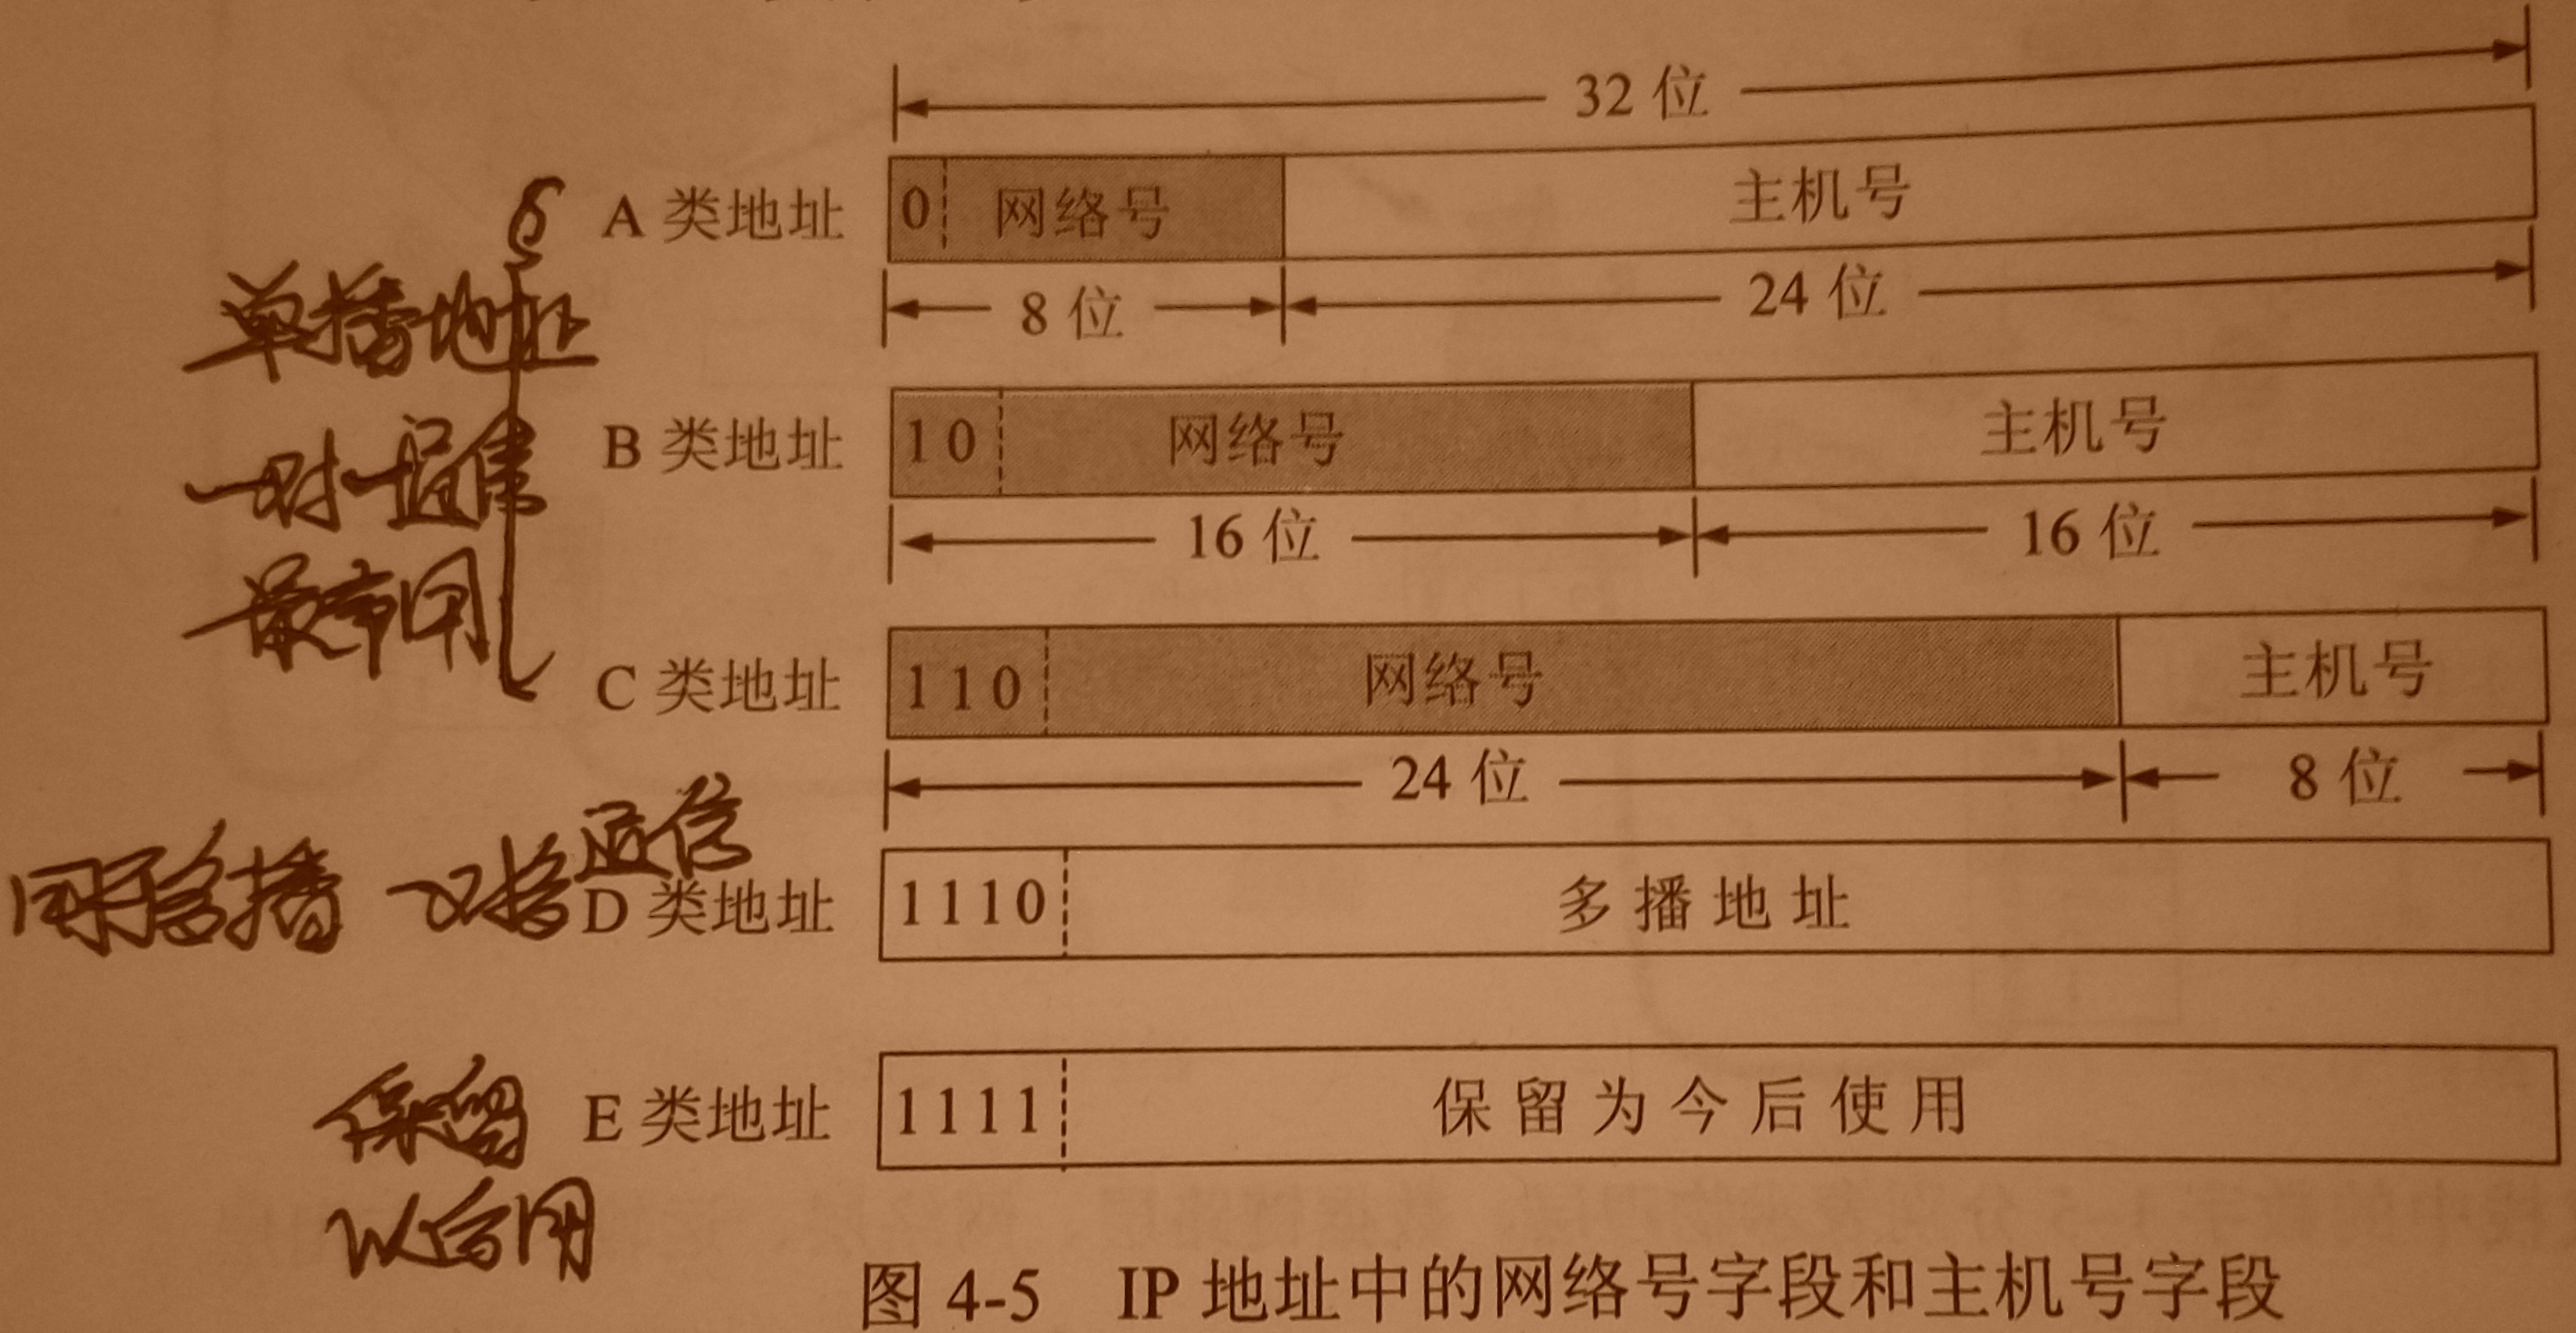 32 位
A 类地址 0 网络号 主机号
8 位 24 位
单播地址
B 类地址 10 网络号 主机号
一对一通信
16 位 16 位
最常用
C 类地址 110 网络号 主机号
24 位 8 位
用于多播 一对多通信
D 类地址 1110 多播地址
保留
E 类地址 1111 保留为今后使用
以后用
图 4-5 IP 地址中的网络号字段和主机号字段